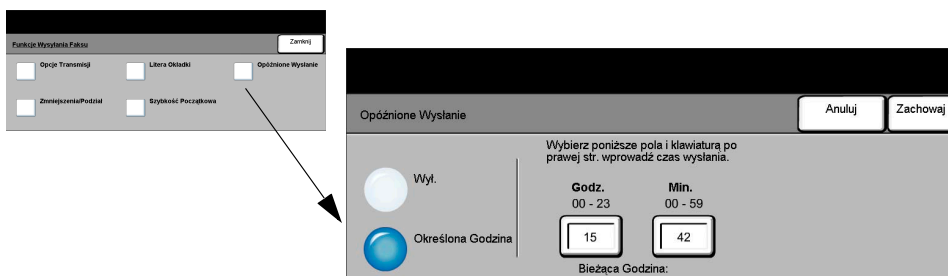 Funkcje Wysyłania Faksu
Zamknij
Opcje Transmisji
Litera Okładki
Opóźnione Wysłanie
Zmniejszenia/Podział
Szybkość Początkowa
Opóźnione Wysłanie
Anuluj
Zachowaj
Wybierz poniższe pola i klawiaturą po
prawej str. wprowadź czas wysłania.
Wył.
Godz.
Min.
00 - 23
00 - 59
Określona Godzina
15
42
Bieżąca Godzina: